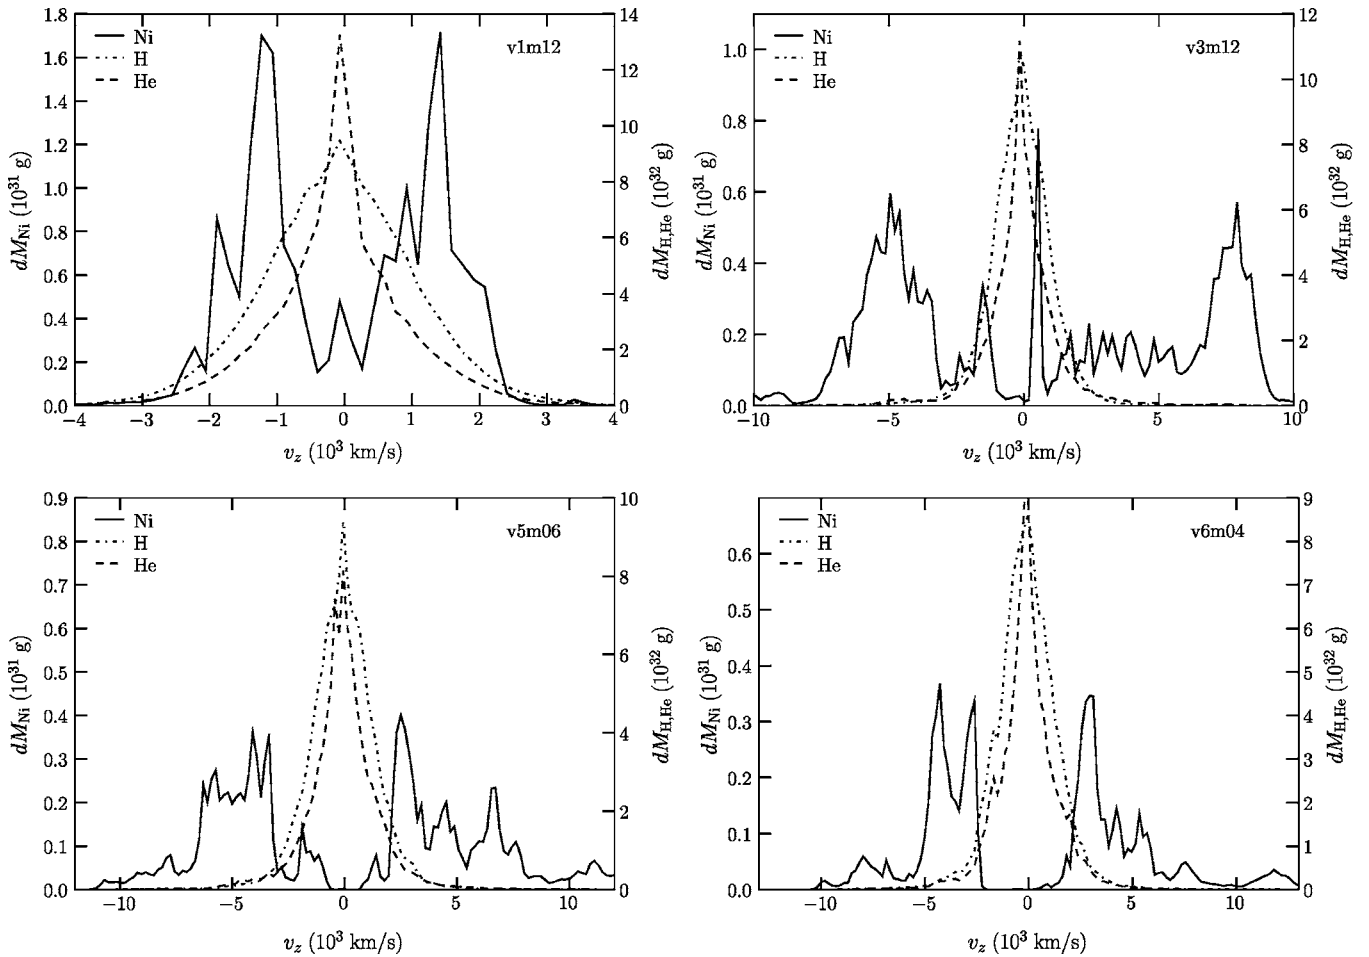 1.8
1.6
1.4
1.2
1.0
0.8
0.6
0.4
0.2
0.0
14
12
10
8
6
4
2
0
−4 −3 −2 −1 0 1 2 3 4
Ni
H
He
v1m12
dM_Ni (10^31 g)
dM_H,He (10^32 g)
v_z (10^3 km/s)
1.0
0.8
0.6
0.4
0.2
0.0
12
10
8
6
4
2
0
−10 −5 0 5 10
Ni
H
He
v3m12
dM_Ni (10^31 g)
dM_H,He (10^32 g)
v_z (10^3 km/s)
0.9
0.8
0.7
0.6
0.5
0.4
0.3
0.2
0.1
0.0
10
8
6
4
2
0
−10 −5 0 5 10
Ni
H
He
v5m06
dM_Ni (10^31 g)
dM_H,He (10^32 g)
v_z (10^3 km/s)
0.6
0.5
0.4
0.3
0.2
0.1
0.0
9
8
7
6
5
4
3
2
1
0
−10 −5 0 5 10
Ni
H
He
v6m04
dM_Ni (10^31 g)
dM_H,He (10^32 g)
v_z (10^3 km/s)